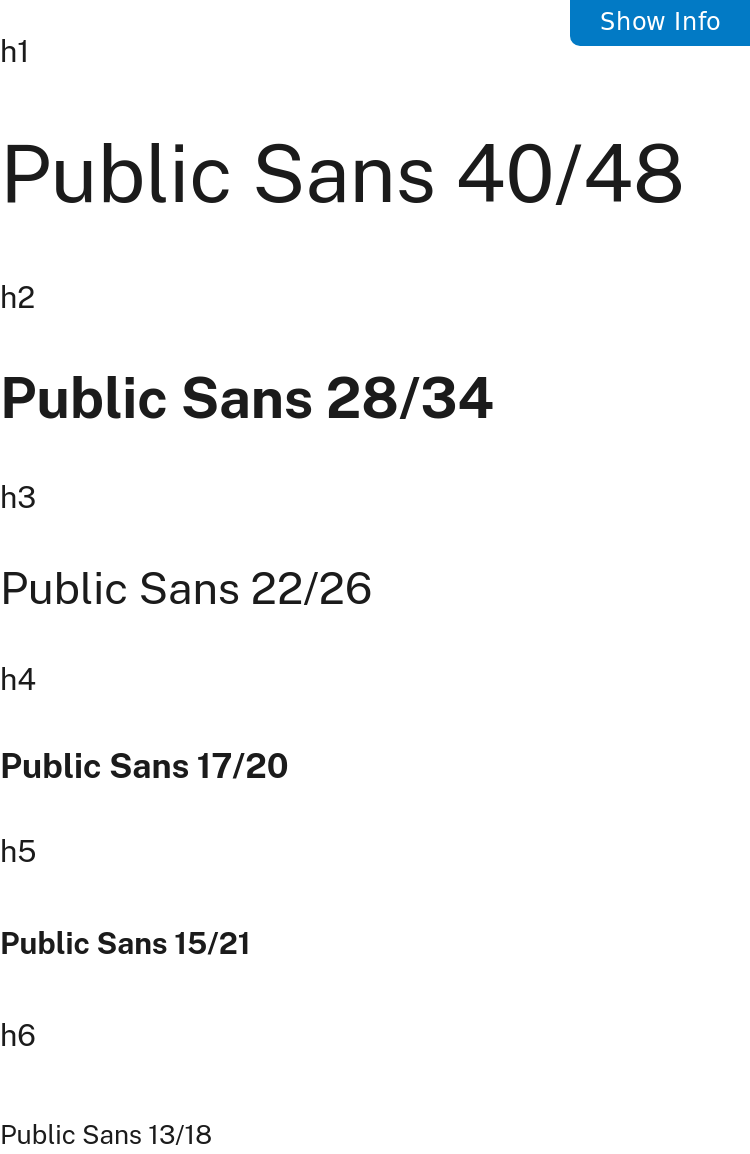 Show Info
h1
Public Sans 40/48
h2
Public Sans 28/34
h3
Public Sans 22/26
h4
Public Sans 17/20
h5
Public Sans 15/21
h6
Public Sans 13/18